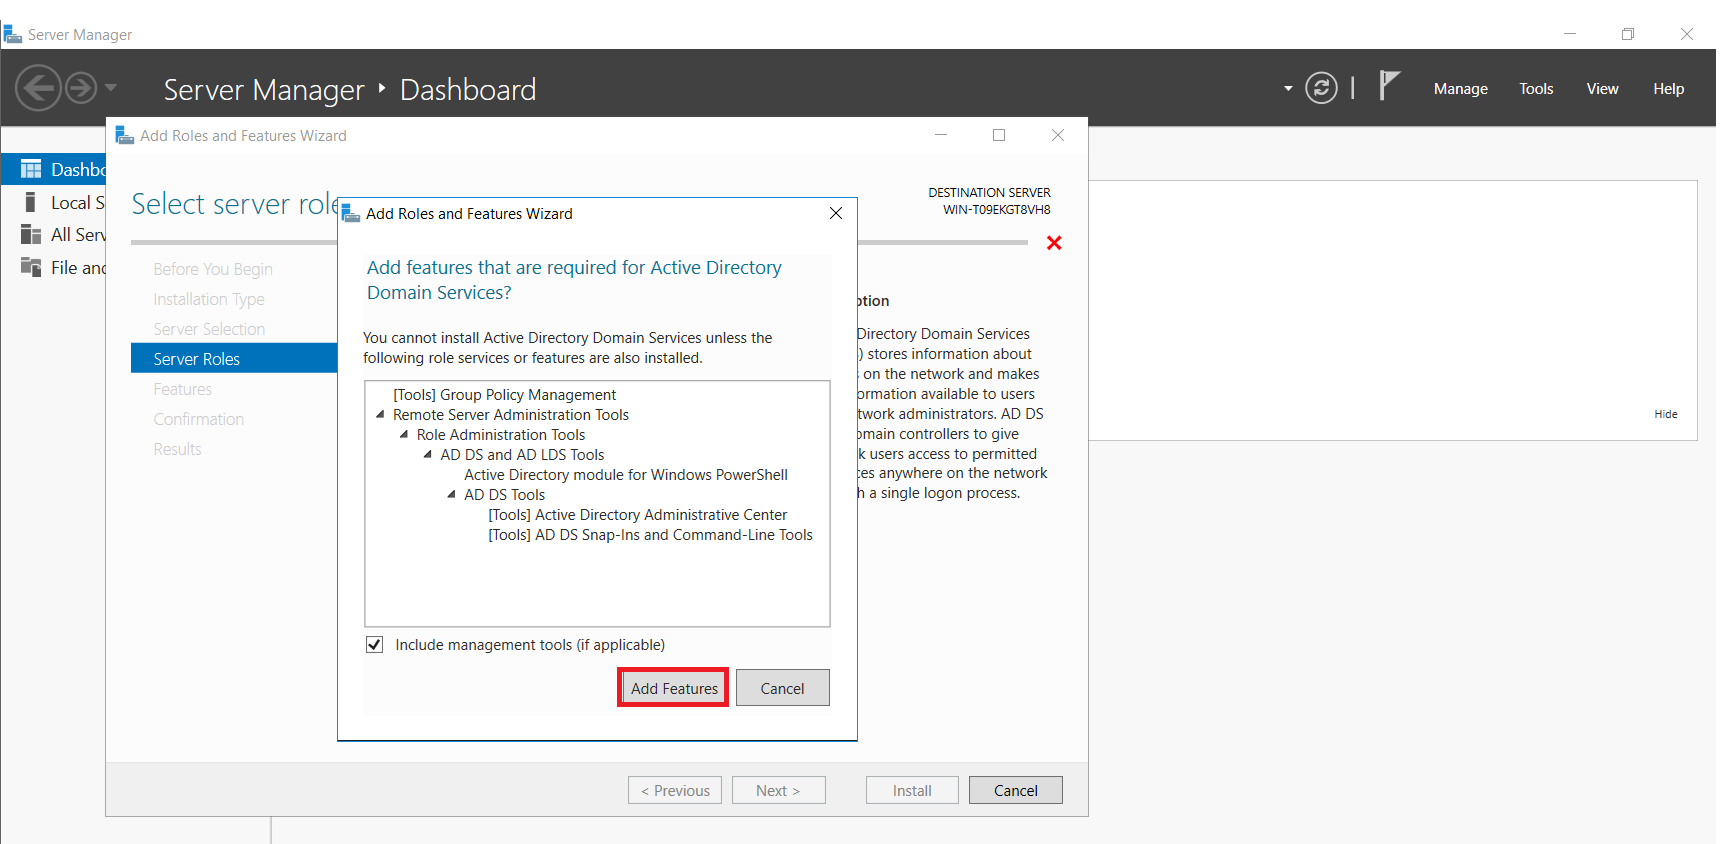 Server Manager
Server Manager
Dashboard
Manage
Tools
View
Help
Add Roles and Features Wizard
Dashbo
Local S
All Serv
File and
Select server role
DESTINATION SERVER
WIN-T09EKGT8VH8
Before You Begin
Installation Type
Server Selection
Server Roles
Features
Confirmation
Results
Add Roles and Features Wizard
Add features that are required for Active Directory
Domain Services?
You cannot install Active Directory Domain Services unless the
following role services or features are also installed.
[Tools] Group Policy Management
Remote Server Administration Tools
Role Administration Tools
AD DS and AD LDS Tools
Active Directory module for Windows PowerShell
AD DS Tools
[Tools] Active Directory Administrative Center
[Tools] AD DS Snap-Ins and Command-Line Tools
Include management tools (if applicable)
Add Features
Cancel
ption
Directory Domain Services
) stores information about
on the network and makes
ormation available to users
twork administrators. AD DS
omain controllers to give
k users access to permitted
ces anywhere on the network
h a single logon process.
Hide
< Previous
Next >
Install
Cancel